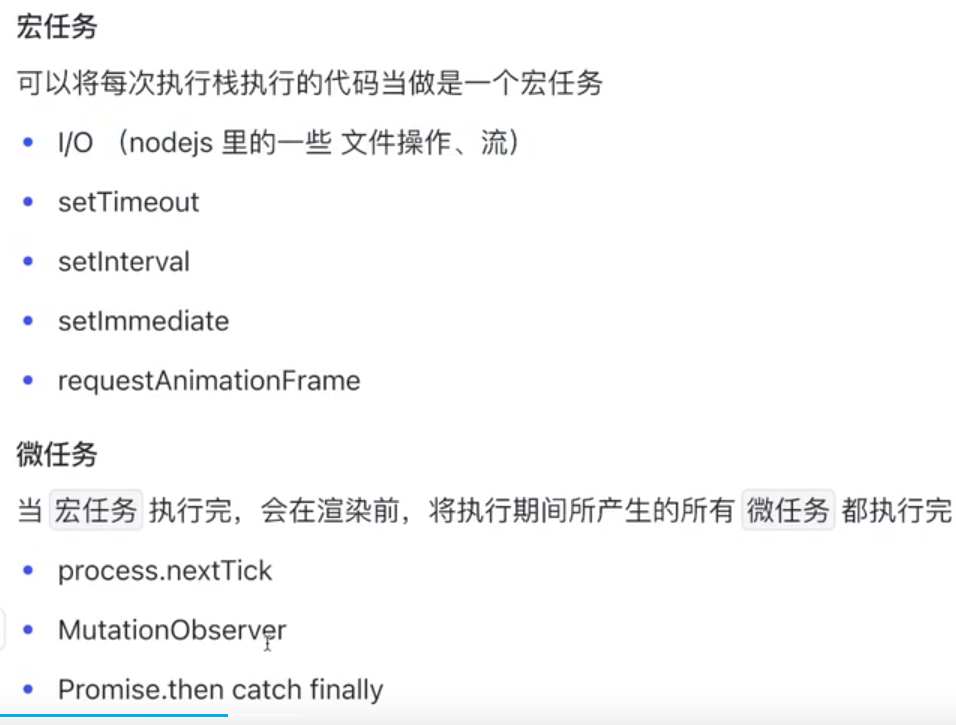 宏任务
可以将每次执行栈执行的代码当做是一个宏任务
I/O （nodejs 里的一些 文件操作、流）
setTimeout
setInterval
setImmediate
requestAnimationFrame
微任务
当 宏任务 执行完，会在渲染前，将执行期间所产生的所有 微任务 都执行完
process.nextTick
MutationObserver
Promise.then catch finally